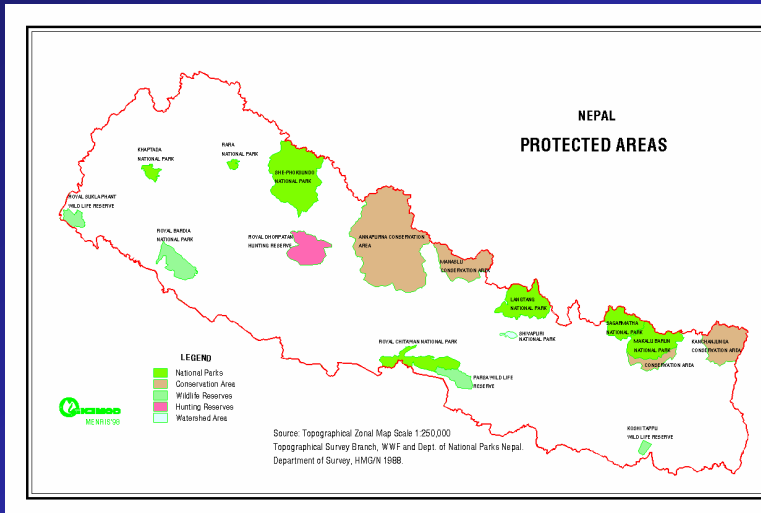 NEPAL
PROTECTED AREAS
KHAPTADA
NATIONAL PARK
RARA
NATIONAL PARK
SHE-PHOKSUNDO
NATIONAL PARK
ROYAL SUKLAPHANT
WILD LIFE RESERVE
ROYAL BARDIA
NATIONAL PARK
ROYAL DHORPATAN
HUNTING RESERVE
ANNAPURNA CONSERVATION
AREA
MANASLU
CONSERVATION AREA
LANGTANG
NATIONAL PARK
SHIVAPURI
NATIONAL PARK
SAGARMATHA
NATIONAL PARK
MAKALU BARUN
NATIONAL PARK
CONSERVATION AREA
KANCHANJUNGA
CONSERVATION AREA
ROYAL CHITAWAN NATIONAL PARK
PARSA WILD LIFE
RESERVE
KOSHI TAPPU
WILD LIFE RESERVE
LEGEND
National Parks
Conservation Area
Wildlife Reserves
Hunting Reserves
Watershed Area
ICIMOD
MENRIS'98
Source: Topographical Zonal Map Scale 1:250,000
Topographical Survey Branch, WWF and Dept. of National Parks Nepal.
Department of Survey, HMG/N 1988.